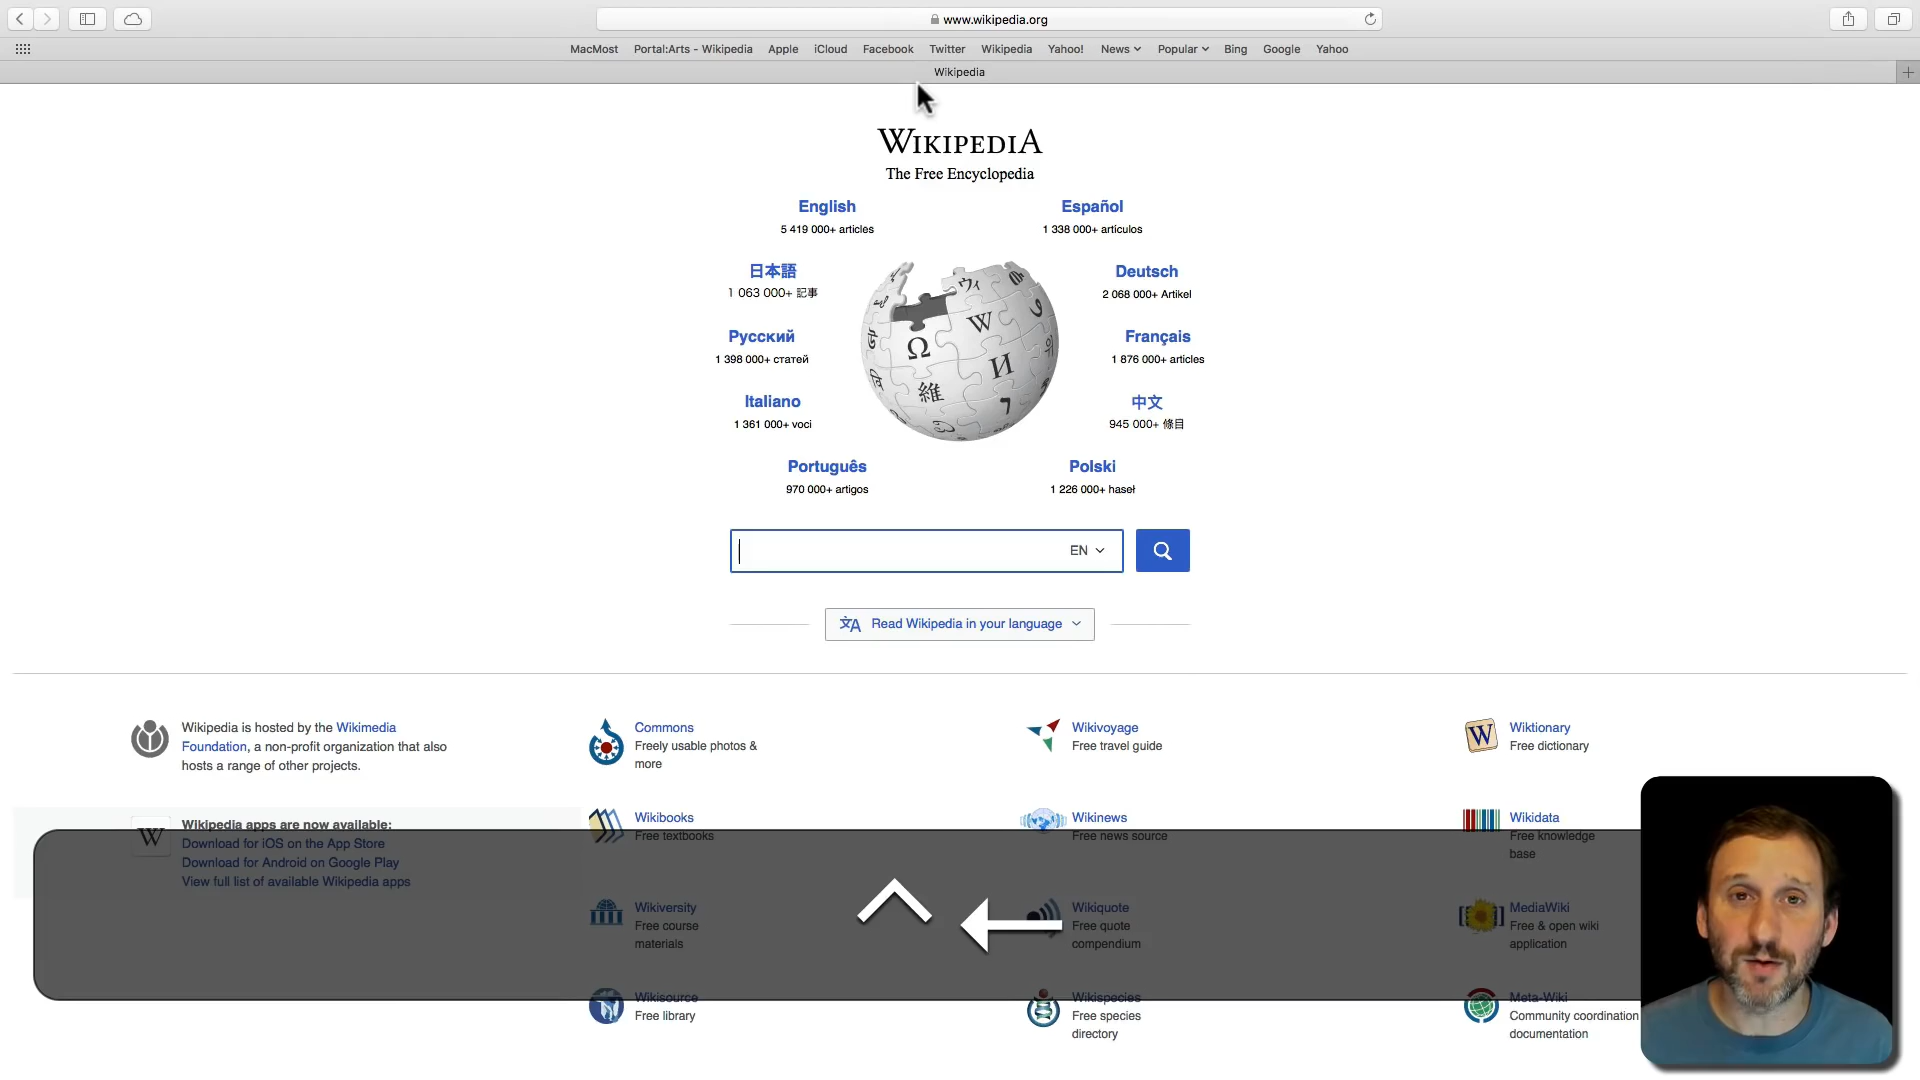 www.wikipedia.org
MacMost Portal:Arts - Wikipedia Apple iCloud Facebook Twitter Wikipedia Yahoo! News Popular Bing Google Yahoo
Wikipedia
WIKIPEDIA
The Free Encyclopedia
English
5 419 000+ articles
Español
1 338 000+ artículos
日本語
1 063 000+ 記事
Deutsch
2 068 000+ Artikel
Русский
1 398 000+ статей
Français
1 876 000+ articles
Italiano
1 361 000+ voci
中文
945 000+ 條目
Português
970 000+ artigos
Polski
1 226 000+ haseł
Ω
W
И
維
ウィ
EN
文A Read Wikipedia in your language
Wikipedia is hosted by the Wikimedia
Foundation, a non-profit organization that also
hosts a range of other projects.
W
Wikipedia apps are now available:
Download for iOS on the App Store
Download for Android on Google Play
View full list of available Wikipedia apps
Commons
Freely usable photos &
more
Wikivoyage
Free travel guide
W
Wiktionary
Free dictionary
Wikibooks
Free textbooks
Wikinews
Free news source
Wikidata
Free knowledge
base
Wikiversity
Free course
materials
Wikiquote
Free quote
compendium
MediaWiki
Free & open wiki
application
Wikisource
Free library
Wikispecies
Free species
directory
Meta-Wiki
Community coordination
documentation